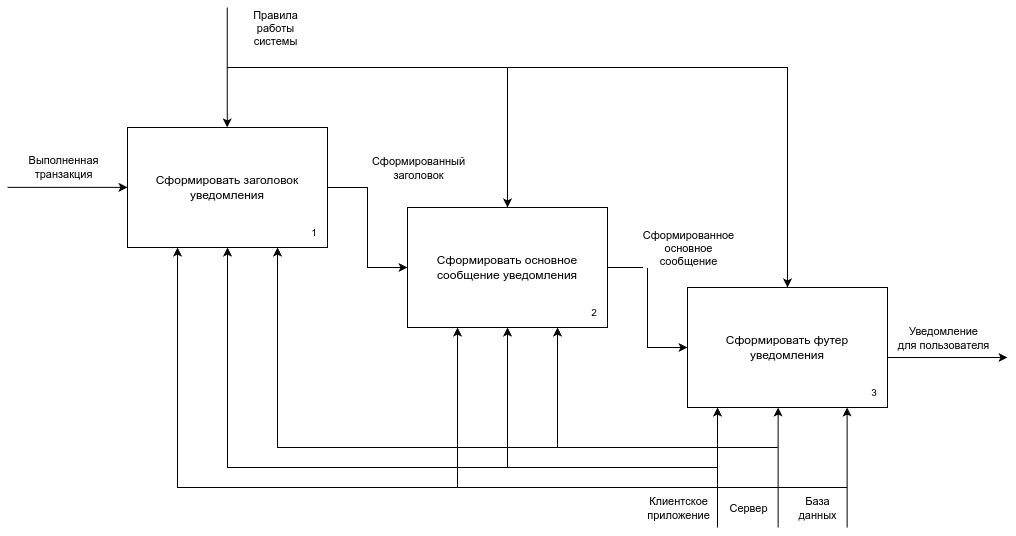 Правила
работы
системы
Выполненная
транзакция
Сформировать заголовок
уведомления
1
Сформированный
заголовок
Сформировать основное
сообщение уведомления
2
Сформированное
основное
сообщение
Сформировать футер
уведомления
3
Уведомление
для пользователя
Клиентское
приложение
Сервер
База
данных